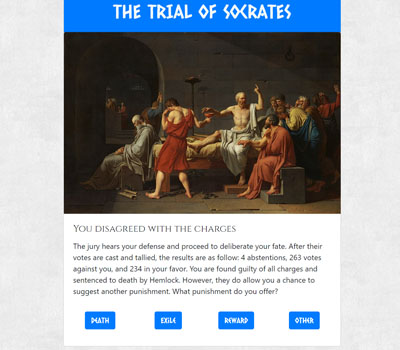 THE TRIAL OF SOCRATES
You disagreed with the charges
The jury hears your defense and proceed to deliberate your fate. After their
votes are cast and tallied, the results are as follow: 4 abstentions, 263 votes
against you, and 234 in your favor. You are found guilty of all charges and
sentenced to death by Hemlock. However, they do allow you a chance to
suggest another punishment. What punishment do you offer?
DEATH
EXILE
REWARD
OTHER